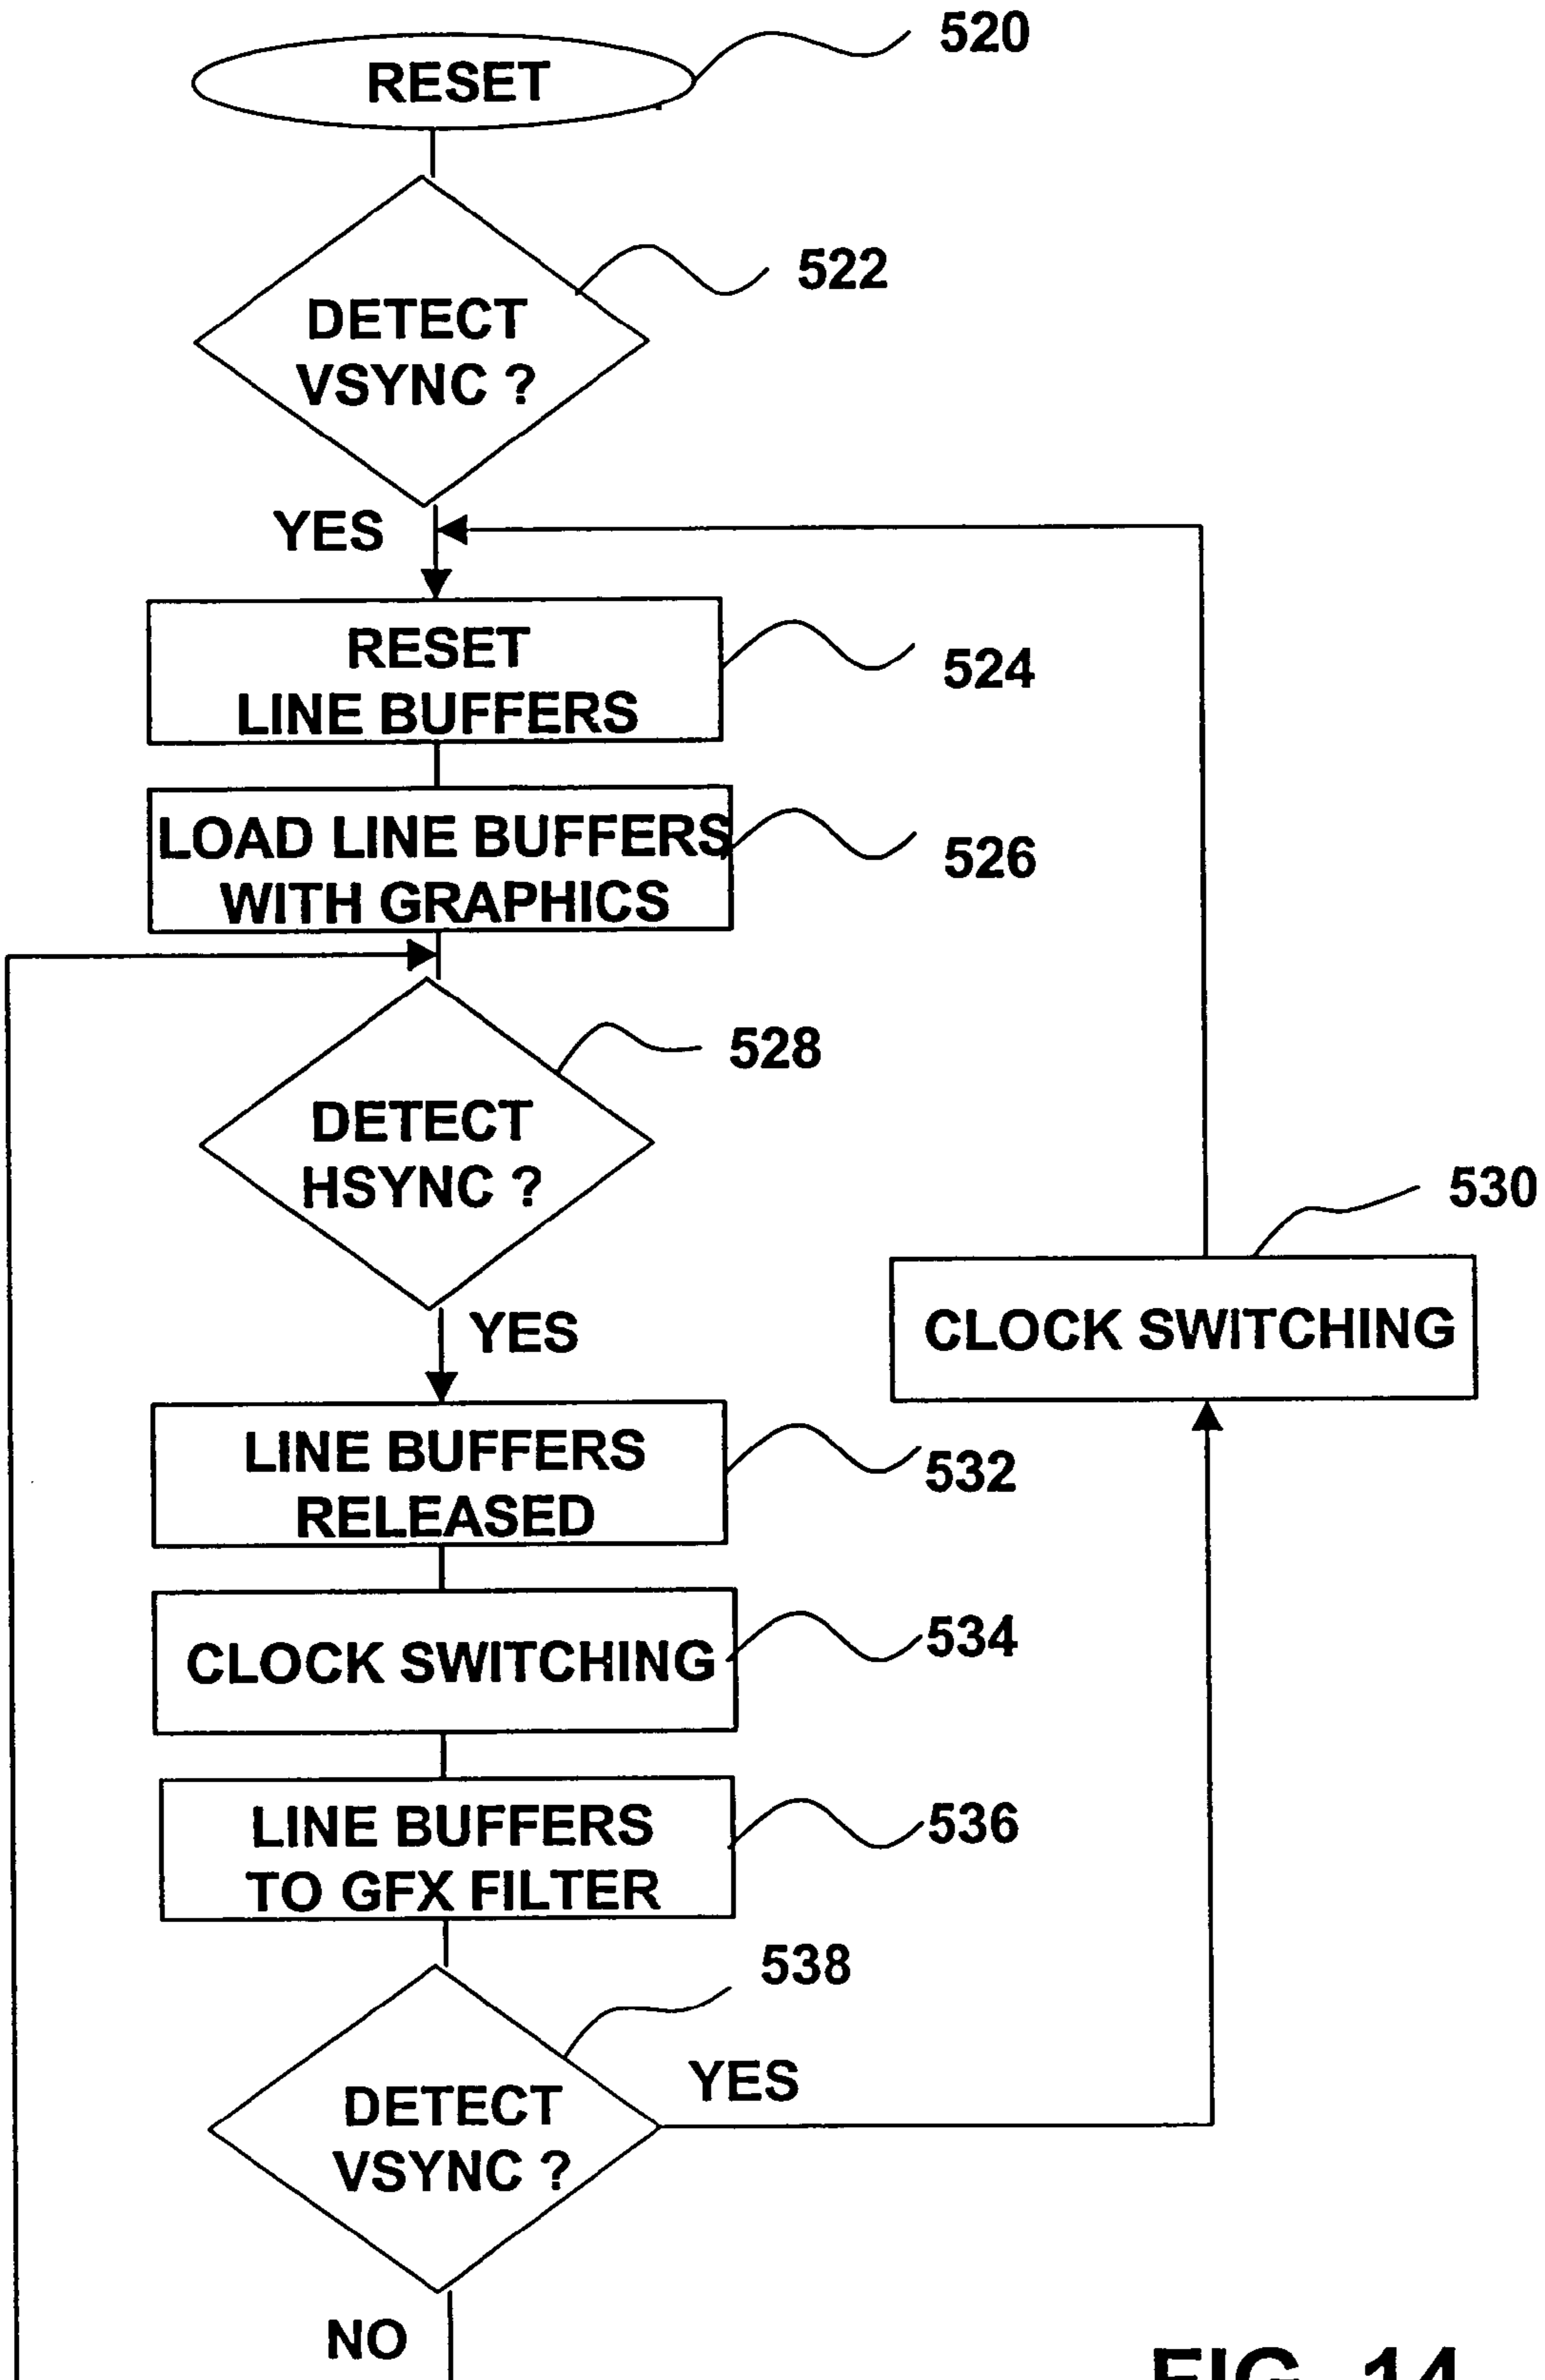 RESET
520
DETECT
VSYNC ?
522
YES
RESET
LINE BUFFERS
524
LOAD LINE BUFFERS
WITH GRAPHICS
526
DETECT
HSYNC ?
528
YES
530
CLOCK SWITCHING
LINE BUFFERS
RELEASED
532
CLOCK SWITCHING
534
LINE BUFFERS
TO GFX FILTER
536
538
DETECT
VSYNC ?
YES
NO
FIG. 14